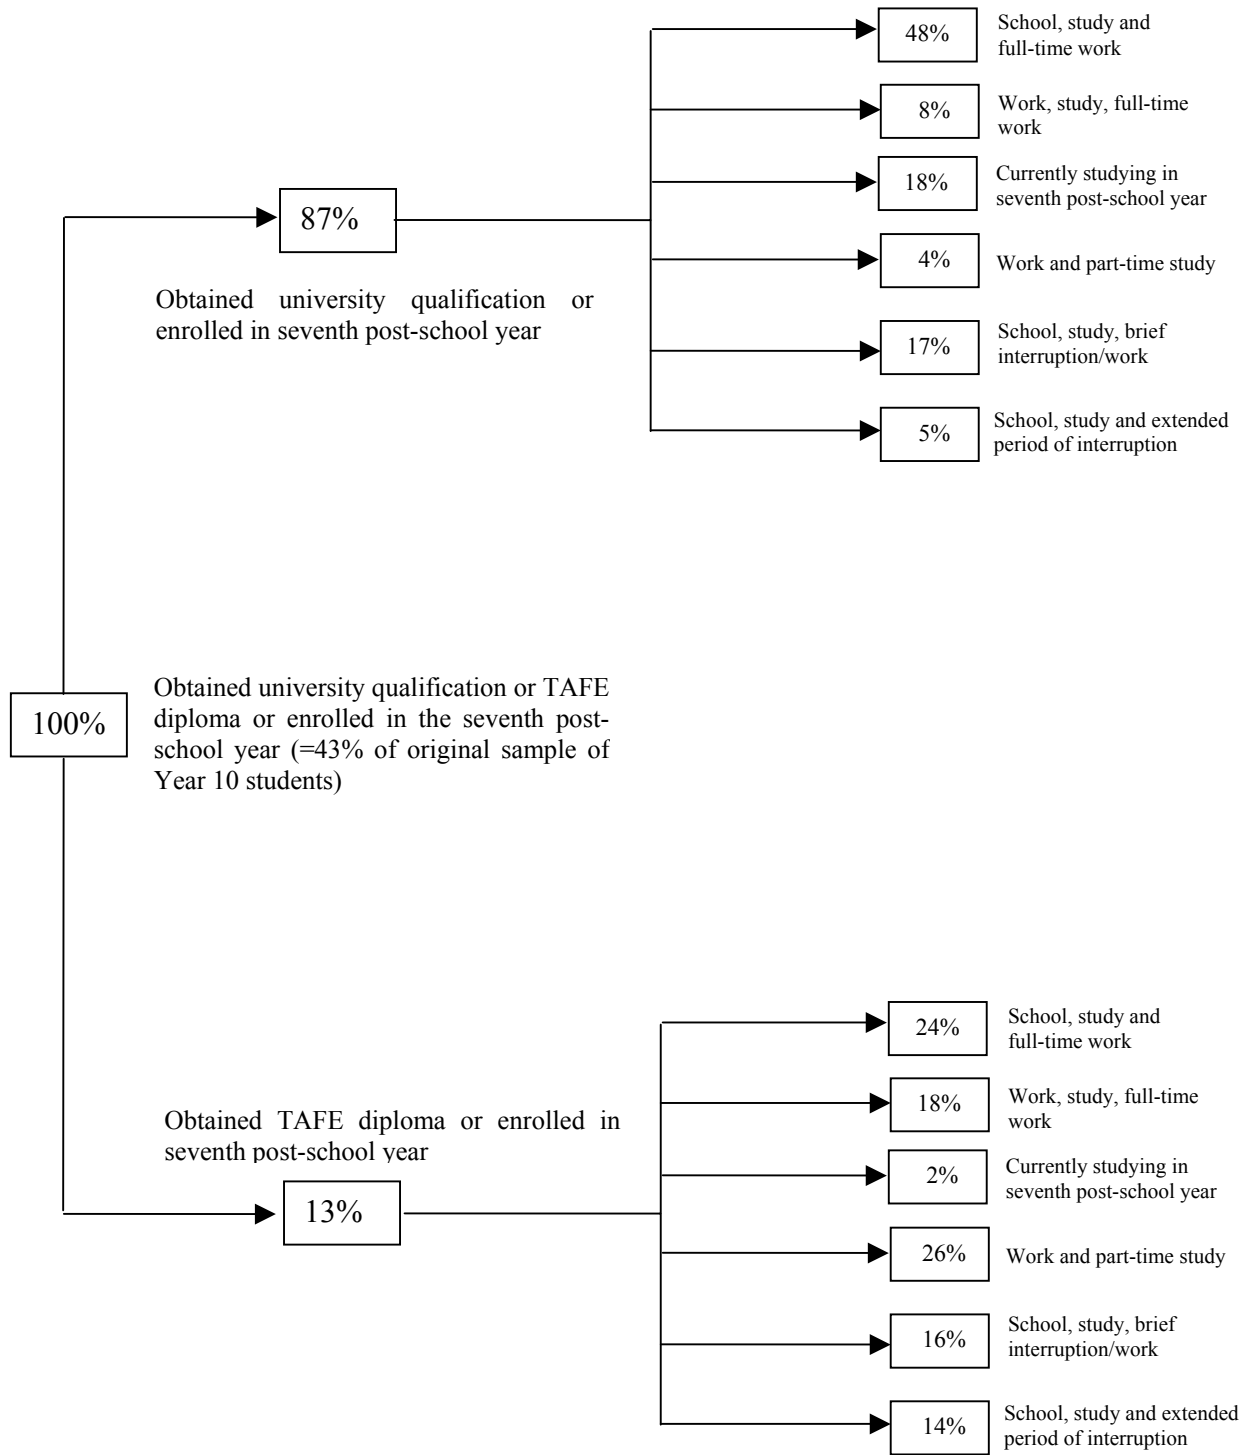 48%
School, study and
full-time work
8%
Work, study, full-time
work
18%
Currently studying in
seventh post-school year
87%
4%
Work and part-time study
Obtained university qualification or
enrolled in seventh post-school year
17%
School, study, brief
interruption/work
5%
School, study and extended
period of interruption
100%
Obtained university qualification or TAFE
diploma or enrolled in the seventh post-
school year (=43% of original sample of
Year 10 students)
24%
School, study and
full-time work
18%
Work, study, full-time
work
Obtained TAFE diploma or enrolled in
seventh post-school year
2%
Currently studying in
seventh post-school year
13%
26%
Work and part-time study
16%
School, study, brief
interruption/work
14%
School, study and extended
period of interruption